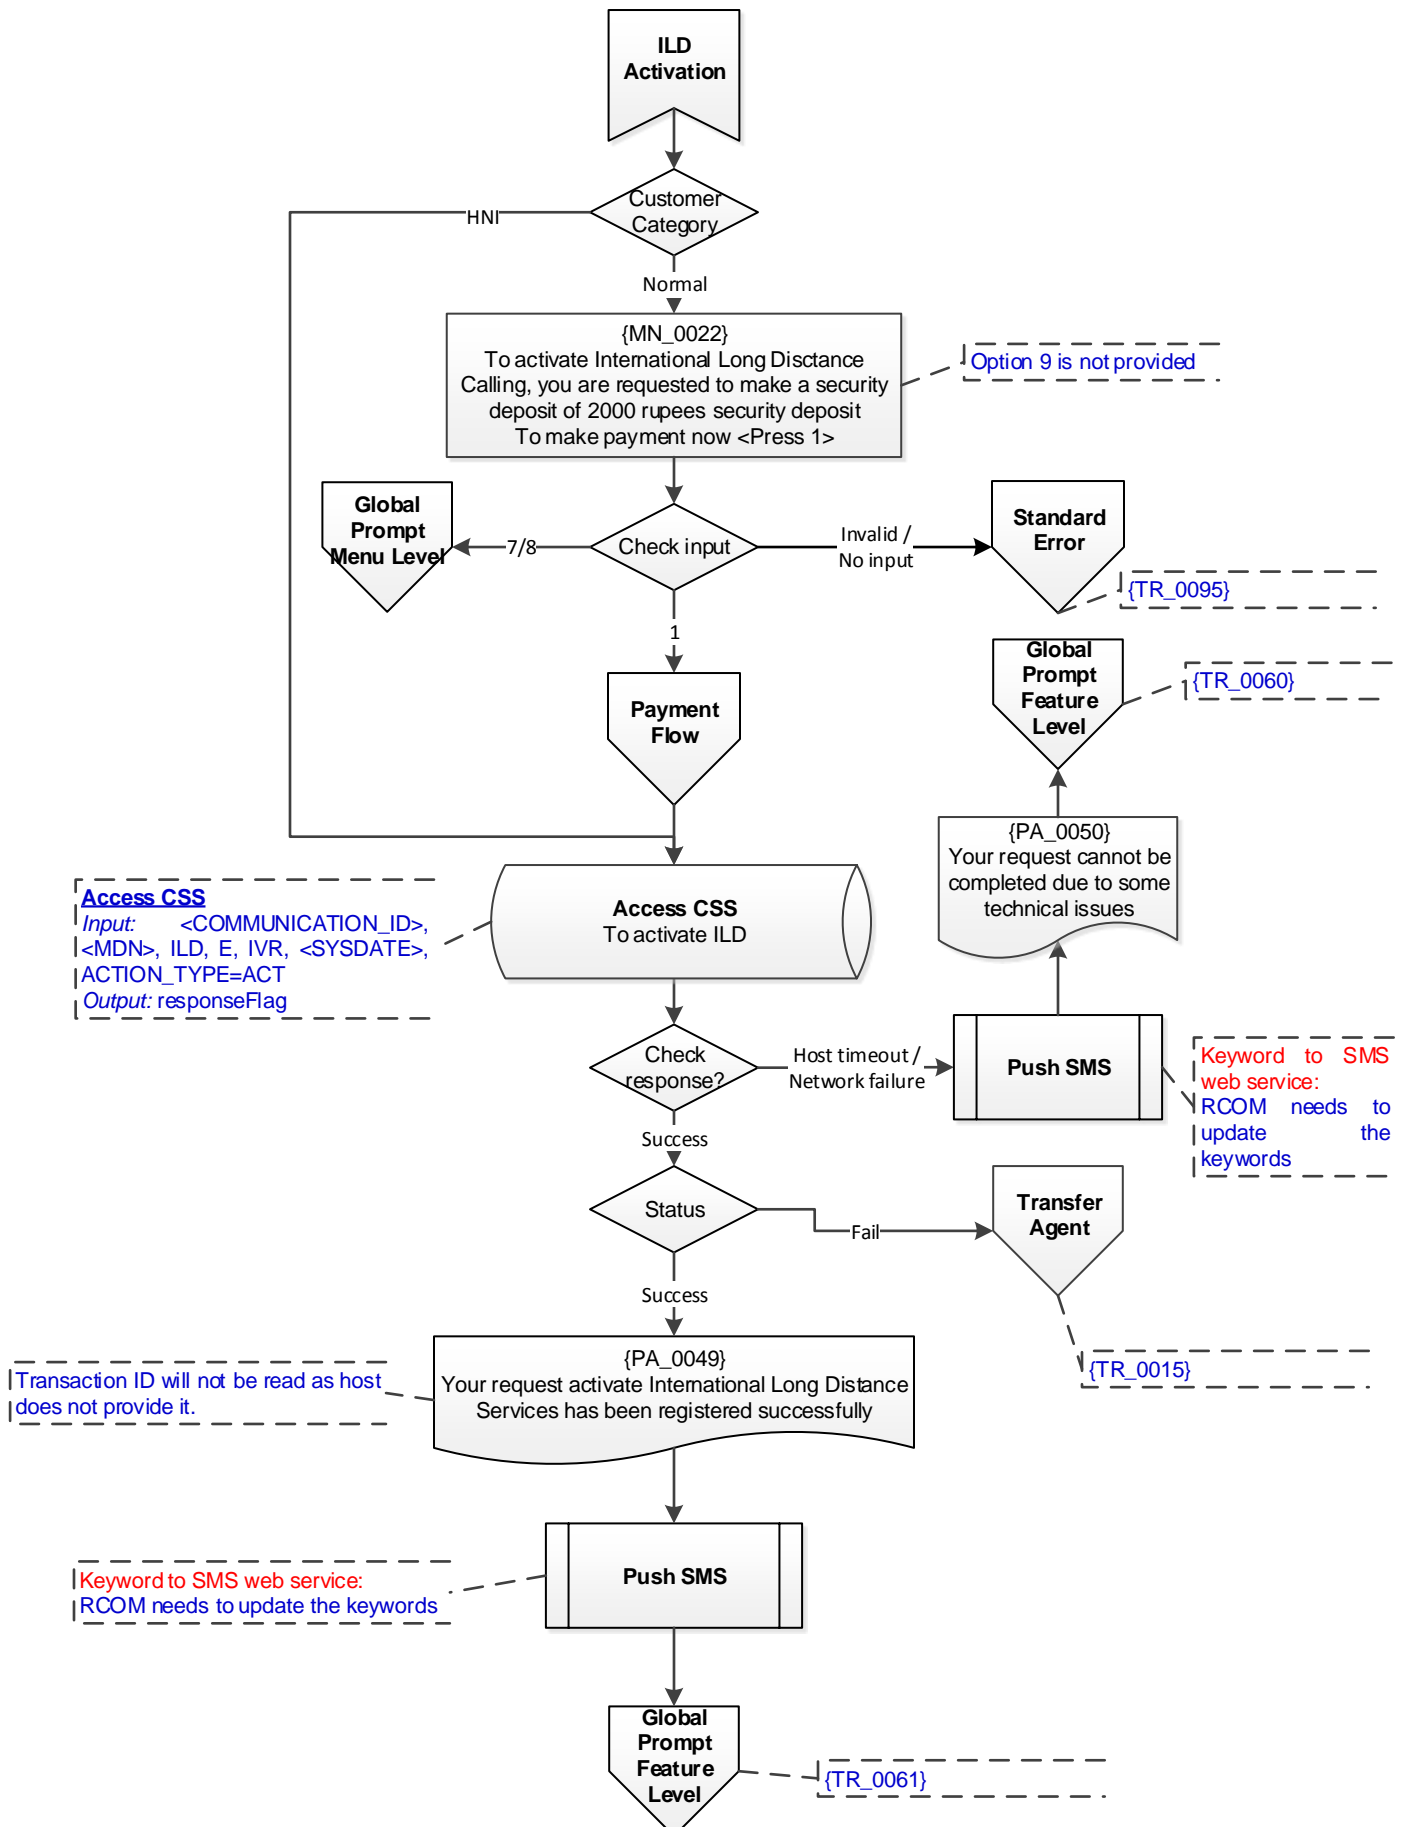 ILD
Activation
Customer
Category
HNI
Normal
{MN_0022}
To activate International Long Disctance
Calling, you are requested to make a security
deposit of 2000 rupees security deposit
To make payment now <Press 1>
Option 9 is not provided
Global
Prompt
Menu Level
7/8
Check input
Invalid /
No input
Standard
Error
{TR_0095}
1
Payment
Flow
Global
Prompt
Feature
Level
{TR_0060}
{PA_0050}
Your request cannot be
completed due to some
technical issues
Access CSS
Input: <COMMUNICATION_ID>,
<MDN>, ILD, E, IVR, <SYSDATE>,
ACTION_TYPE=ACT
Output: responseFlag
Access CSS
To activate ILD
Check
response?
Host timeout /
Network failure
Push SMS
Keyword to SMS
web service:
RCOM needs to
update the
keywords
Success
Status
Fail
Transfer
Agent
{TR_0015}
Success
{PA_0049}
Your request activate International Long Distance
Services has been registered successfully
Transaction ID will not be read as host
does not provide it.
Push SMS
Keyword to SMS web service:
RCOM needs to update the keywords
Global
Prompt
Feature
Level
{TR_0061}